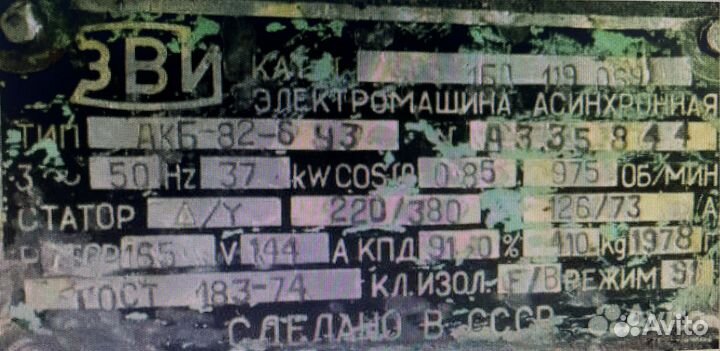 ЗВИ
КАТ. 1БД 119 069
ЭЛЕКТРОМАШИНА АСИНХРОННАЯ
ТИП АКБ-82-6 У3 А335844
3~ 50 Hz 37 kW COSφ 0.85 975 ОБ/МИН
СТАТОР Δ/Y 220/380 126/73 А
165 V 144 А КПД 91.0 % 410 kg 1978 Г
ГОСТ 183-74 КЛ.ИЗОЛ. F/B РЕЖИМ S1
СДЕЛАНО В СССР
Avito